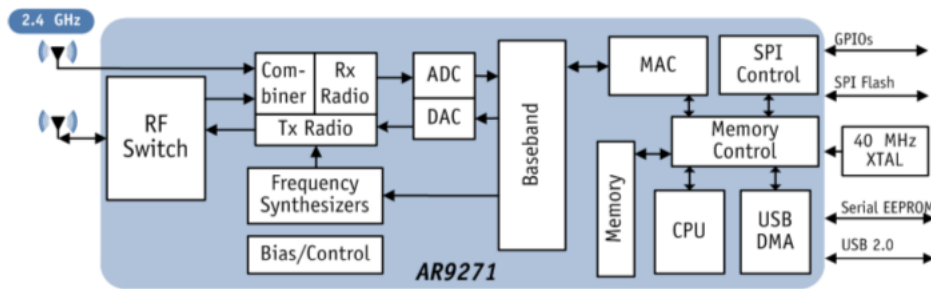 2.4 GHz
Com-
biner
Rx
Radio
Tx Radio
ADC
DAC
RF
Switch
Frequency
Synthesizers
Bias/Control
Baseband
MAC
SPI
Control
Memory
Control
Memory
CPU
USB
DMA
AR9271
GPIOs
SPI Flash
40 MHz
XTAL
Serial EEPROM
USB 2.0